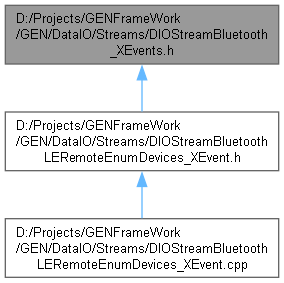 D:/Projects/GENFrameWork
/GEN/DataIO/Streams/DIOStreamBluetooth
_XEvents.h
D:/Projects/GENFrameWork
/GEN/DataIO/Streams/DIOStreamBluetooth
LERemoteEnumDevices_XEvent.h
D:/Projects/GENFrameWork
/GEN/DataIO/Streams/DIOStreamBluetooth
LERemoteEnumDevices_XEvent.cpp